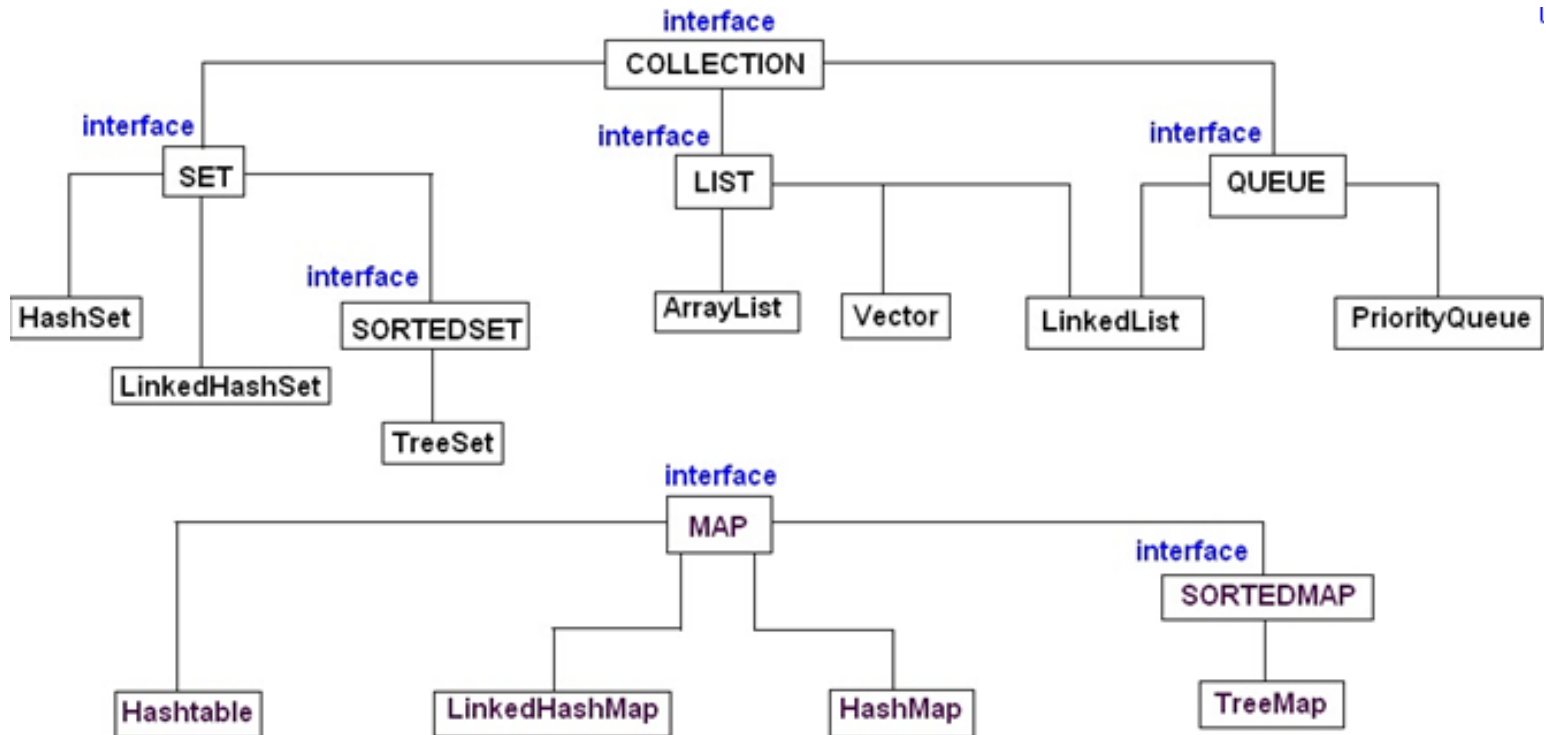 interface
COLLECTION
interface
interface
interface
SET
LIST
QUEUE
interface
HashSet
SORTEDSET
ArrayList
Vector
LinkedList
PriorityQueue
LinkedHashSet
TreeSet
interface
MAP
interface
SORTEDMAP
Hashtable
LinkedHashMap
HashMap
TreeMap